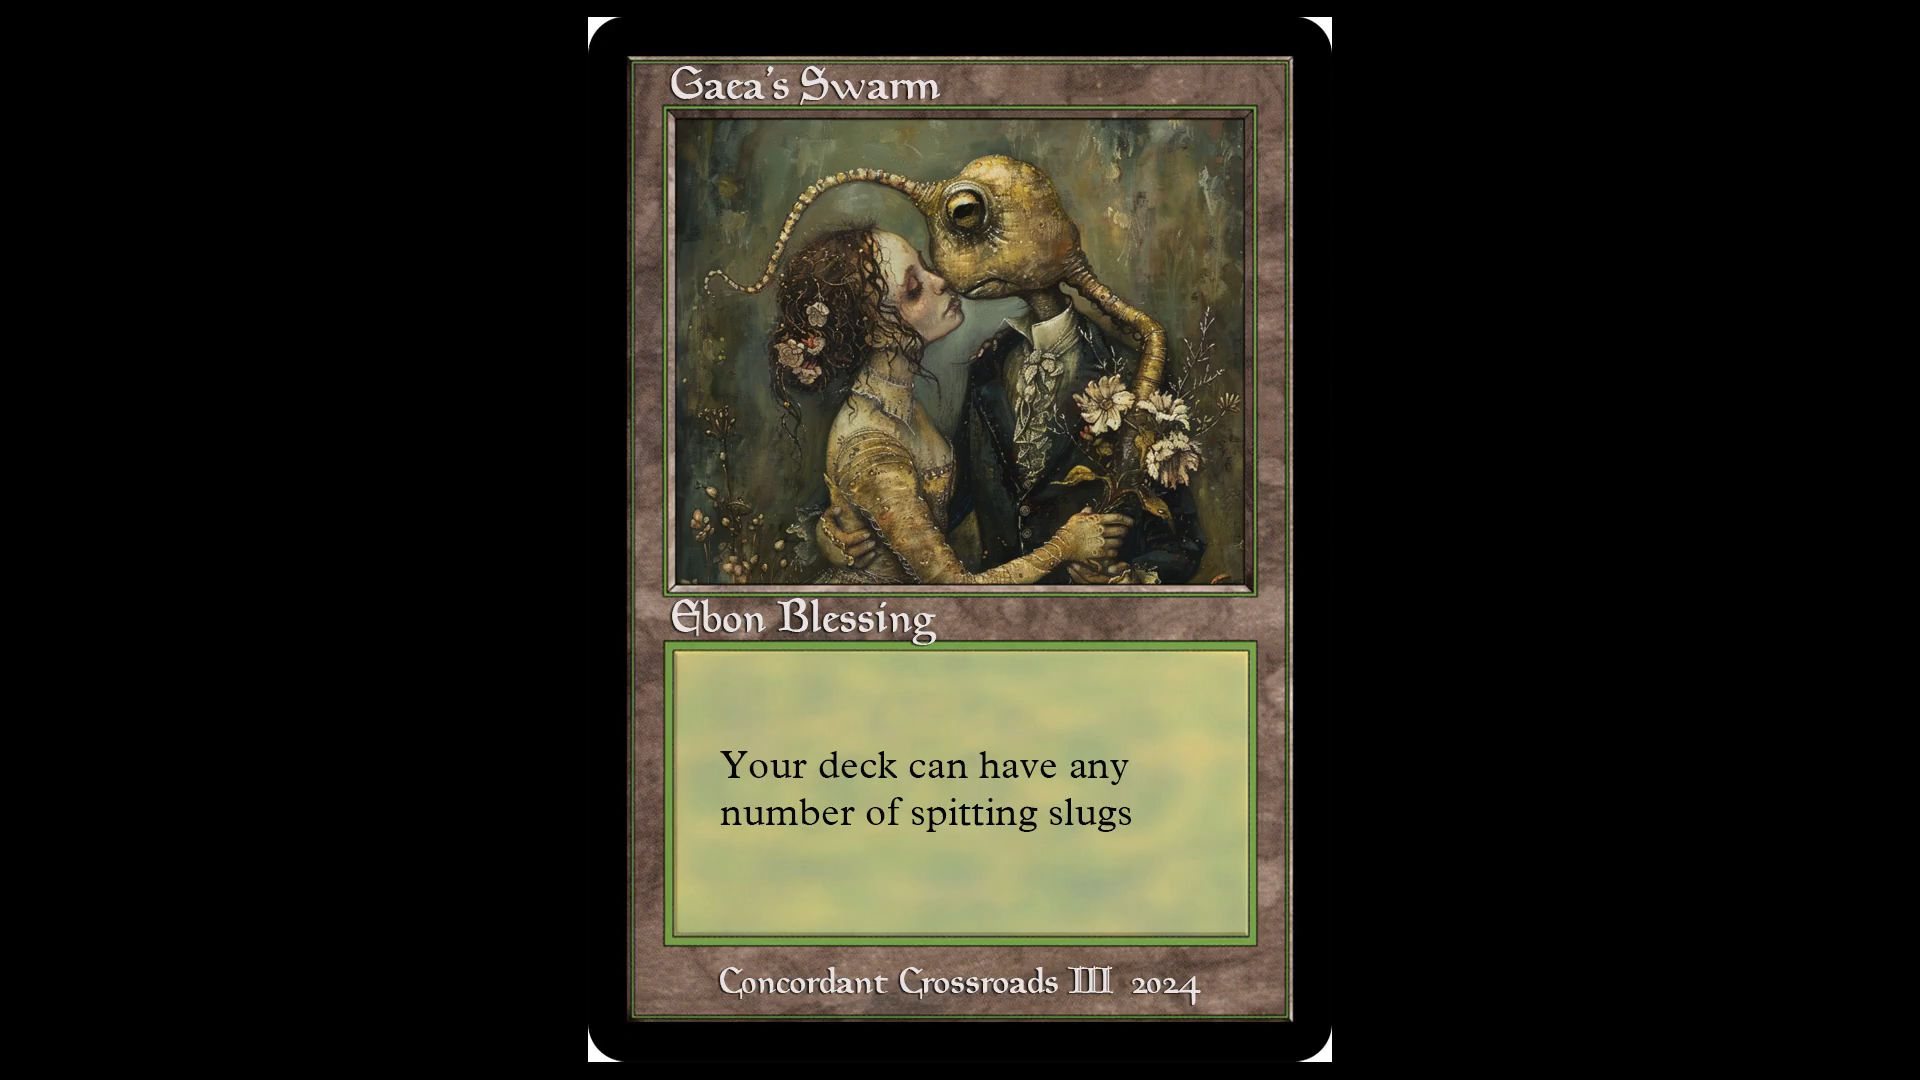 Gaea's Swarm
Ebon Blessing
Your deck can have any
number of spitting slugs
Concordant Crossroads III 2024